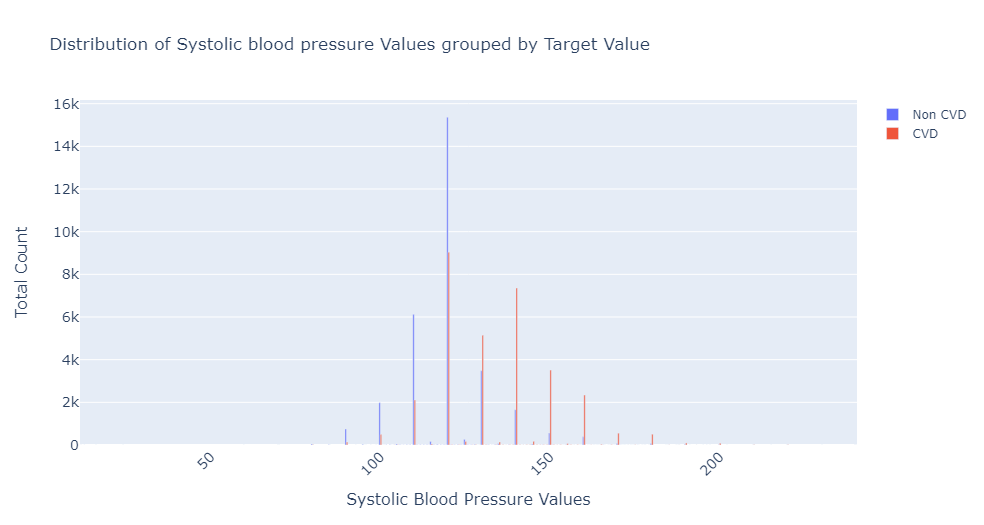 Distribution of Systolic blood pressure Values grouped by Target Value
Non CVD
CVD
16k
14k
12k
10k
8k
6k
4k
2k
0
Total Count
50
100
150
200
Systolic Blood Pressure Values